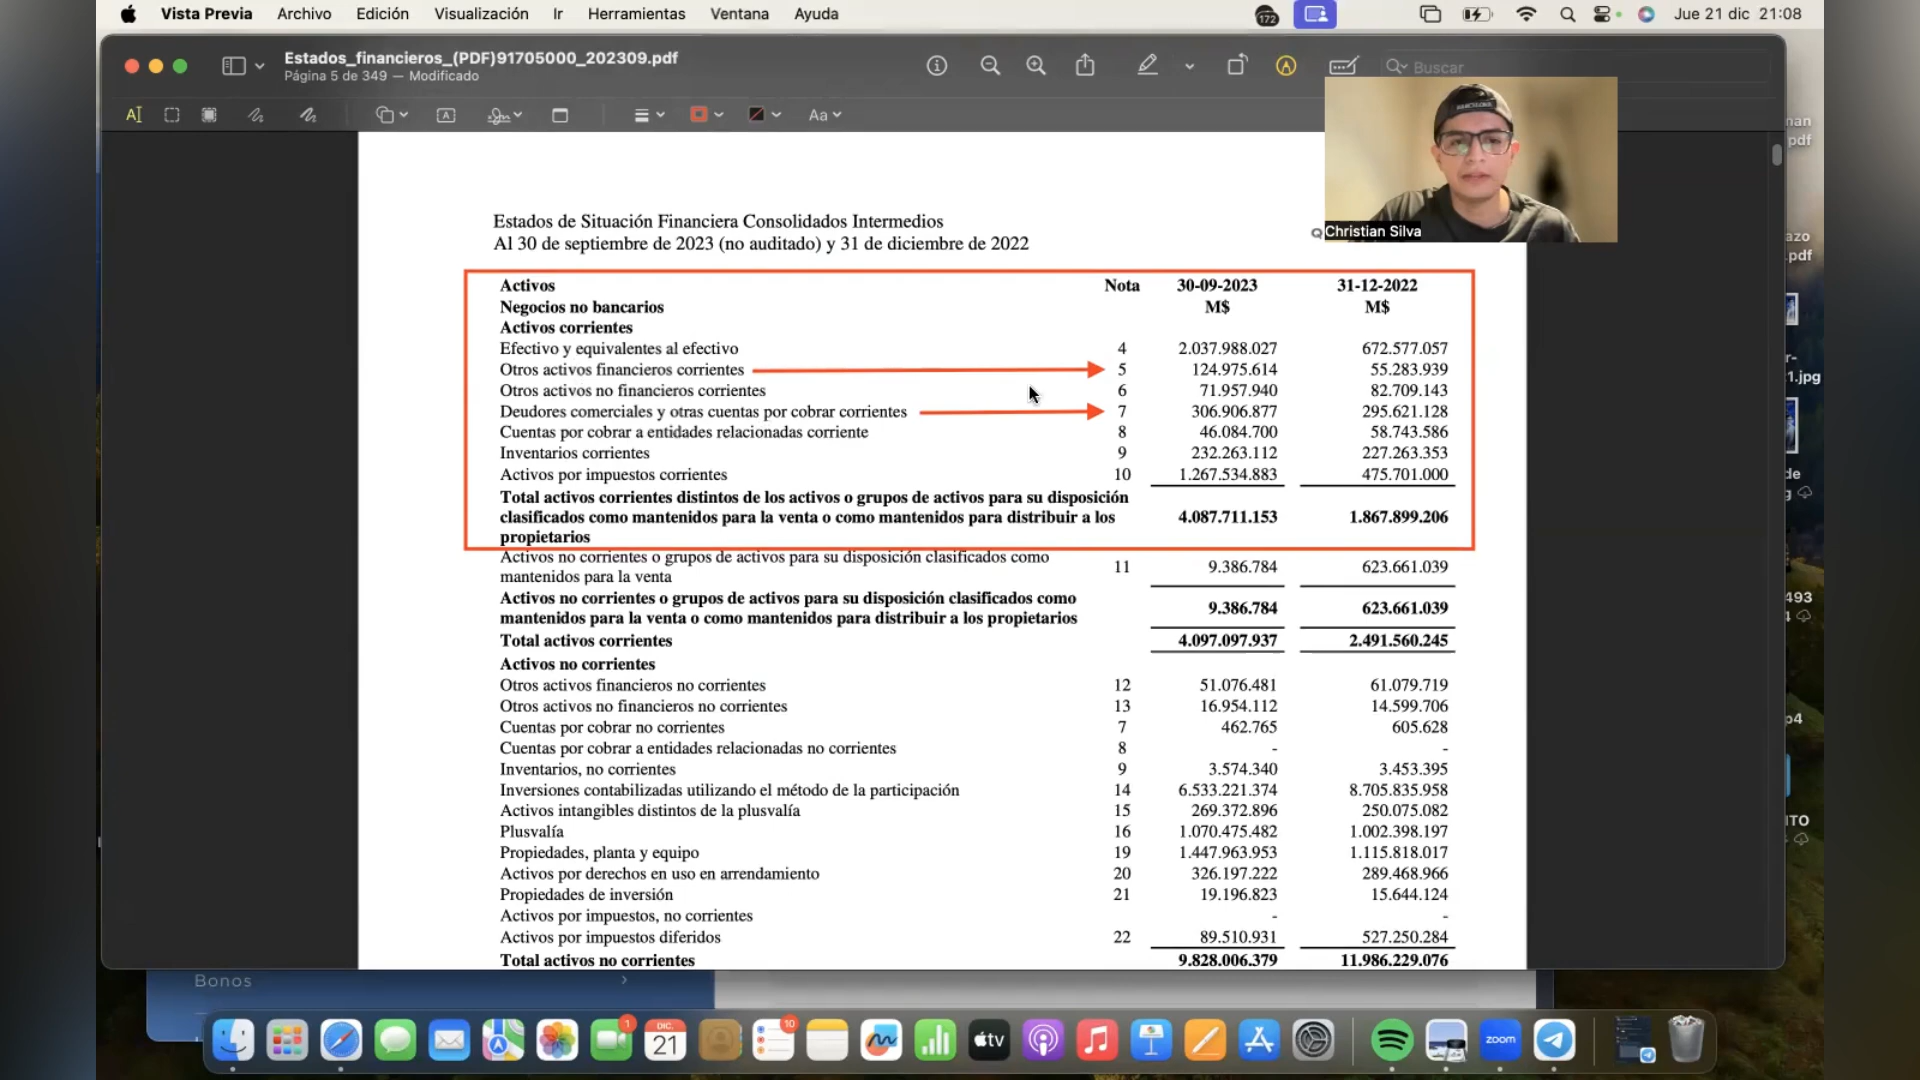 Vista Previa Archivo Edición Visualización Ir Herramientas Ventana Ayuda 172 Jue 21 dic 21:08
Estados_financieros_(PDF)91705000_202309.pdf
Página 5 de 349 — Modificado
Buscar
Aa
.pdf
Christian Silva
.pdf
Estados de Situación Financiera Consolidados Intermedios
Al 30 de septiembre de 2023 (no auditado) y 31 de diciembre de 2022
Activos Nota 30-09-2023 31-12-2022
Negocios no bancarios M$ M$
Activos corrientes
Efectivo y equivalentes al efectivo 4 2.037.988.027 672.577.057
Otros activos financieros corrientes 5 124.975.614 55.283.939
Otros activos no financieros corrientes 6 71.957.940 82.709.143
Deudores comerciales y otras cuentas por cobrar corrientes 7 306.906.877 295.621.128
Cuentas por cobrar a entidades relacionadas corriente 8 46.084.700 58.743.586
Inventarios corrientes 9 232.263.112 227.263.353
Activos por impuestos corrientes 10 1.267.534.883 475.701.000
Total activos corrientes distintos de los activos o grupos de activos para su disposición
clasificados como mantenidos para la venta o como mantenidos para distribuir a los 4.087.711.153 1.867.899.206
propietarios
Activos no corrientes o grupos de activos para su disposición clasificados como
mantenidos para la venta 11 9.386.784 623.661.039
Activos no corrientes o grupos de activos para su disposición clasificados como
mantenidos para la venta o como mantenidos para distribuir a los propietarios 9.386.784 623.661.039
Total activos corrientes 4.097.097.937 2.491.560.245
Activos no corrientes
Otros activos financieros no corrientes 12 51.076.481 61.079.719
Otros activos no financieros no corrientes 13 16.954.112 14.599.706
Cuentas por cobrar no corrientes 7 462.765 605.628
Cuentas por cobrar a entidades relacionadas no corrientes 8 - -
Inventarios, no corrientes 9 3.574.340 3.453.395
Inversiones contabilizadas utilizando el método de la participación 14 6.533.221.374 8.705.835.958
Activos intangibles distintos de la plusvalía 15 269.372.896 250.075.082
Plusvalía 16 1.070.475.482 1.002.398.197
Propiedades, planta y equipo 19 1.447.963.953 1.115.818.017
Activos por derechos en uso en arrendamiento 20 326.197.222 289.468.966
Propiedades de inversión 21 19.196.823 15.644.124
Activos por impuestos, no corrientes - -
Activos por impuestos diferidos 22 89.510.931 527.250.284
Total activos no corrientes 9.828.006.379 11.986.229.076
Bonos
1
DIC.
21
10
tv
zoom